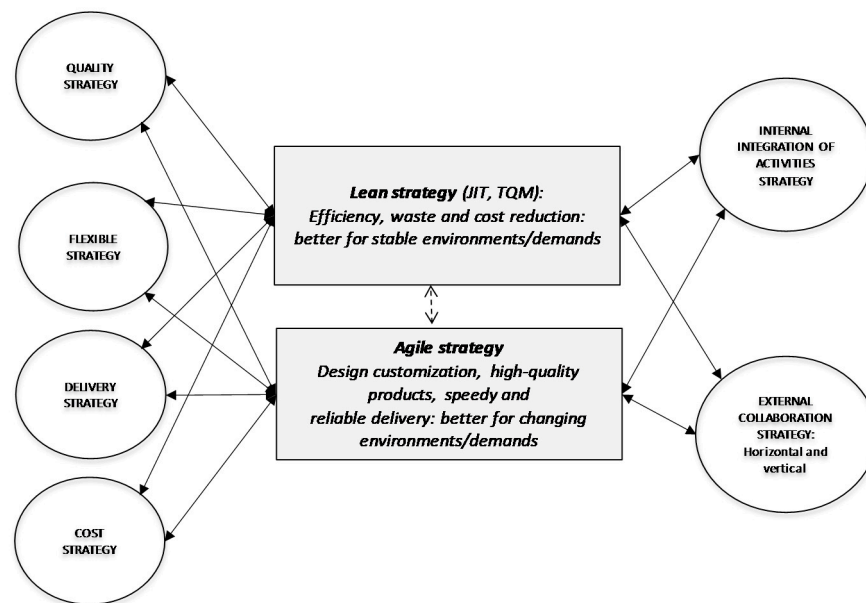 QUALITY
STRATEGY
FLEXIBLE
STRATEGY
DELIVERY
STRATEGY
COST
STRATEGY
Lean strategy (JIT, TQM):
Efficiency, waste and cost reduction:
better for stable environments/demands
Agile strategy
Design customization, high-quality
products, speedy and
reliable delivery: better for changing
environments/demands
INTERNAL
INTEGRATION OF
ACTIVITIES
STRATEGY
EXTERNAL
COLLABORATION
STRATEGY:
Horizontal and
vertical